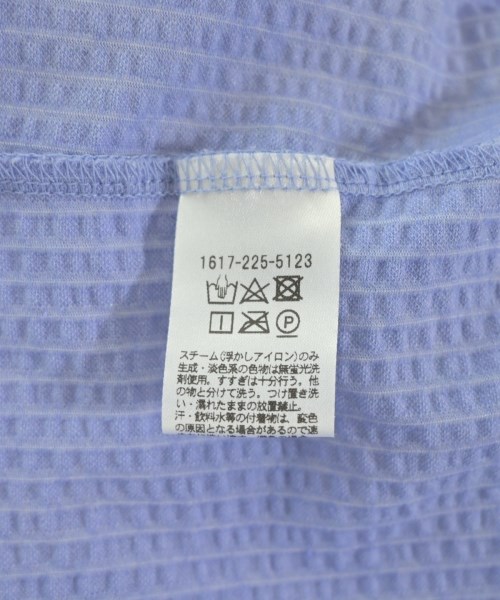 1617-225-5123
P
スチーム(浮かしアイロン)のみ
生成・淡色系の色物は無蛍光洗
剤使用。すすぎは十分行う。他
の物と分けて洗う。つけ置き洗
い・濡れたままの放置禁止。
汗・飲料水等の付着物は、変色
の原因となる場合があるので速